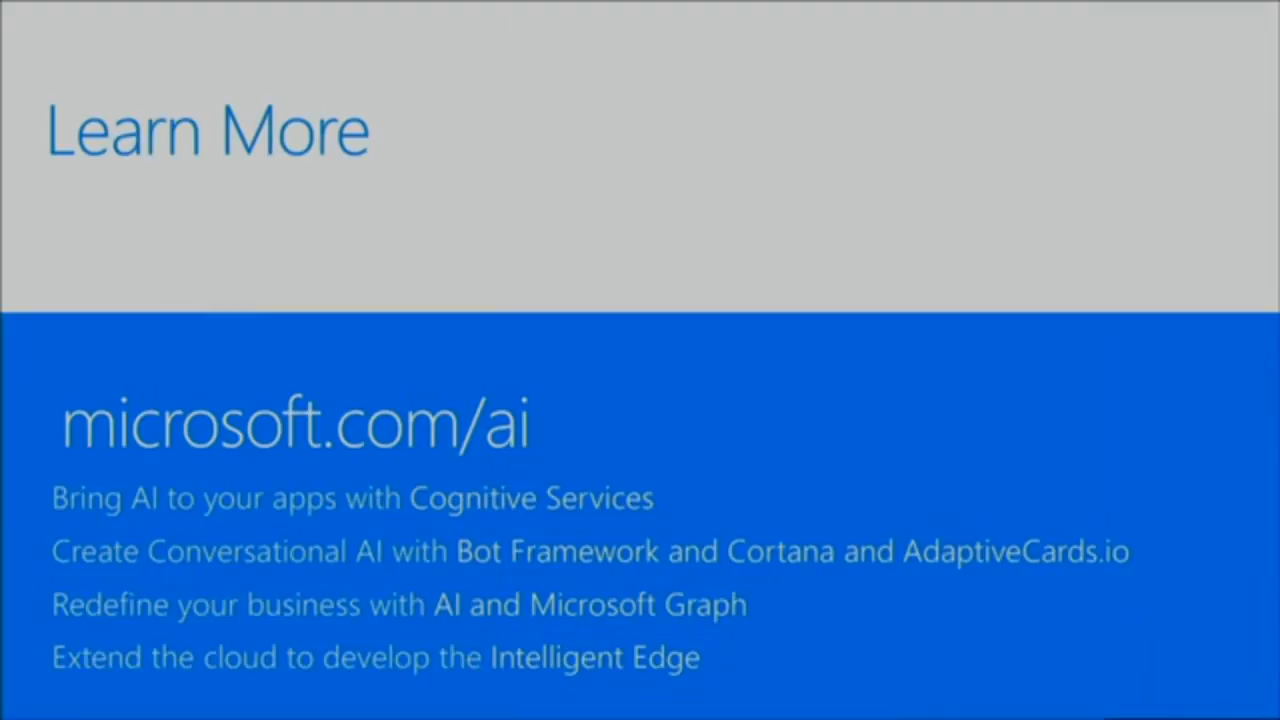 Learn More
microsoft.com/ai
Bring AI to your apps with Cognitive Services
Create Conversational AI with Bot Framework and Cortana and AdaptiveCards.io
Redefine your business with AI and Microsoft Graph
Extend the cloud to develop the Intelligent Edge